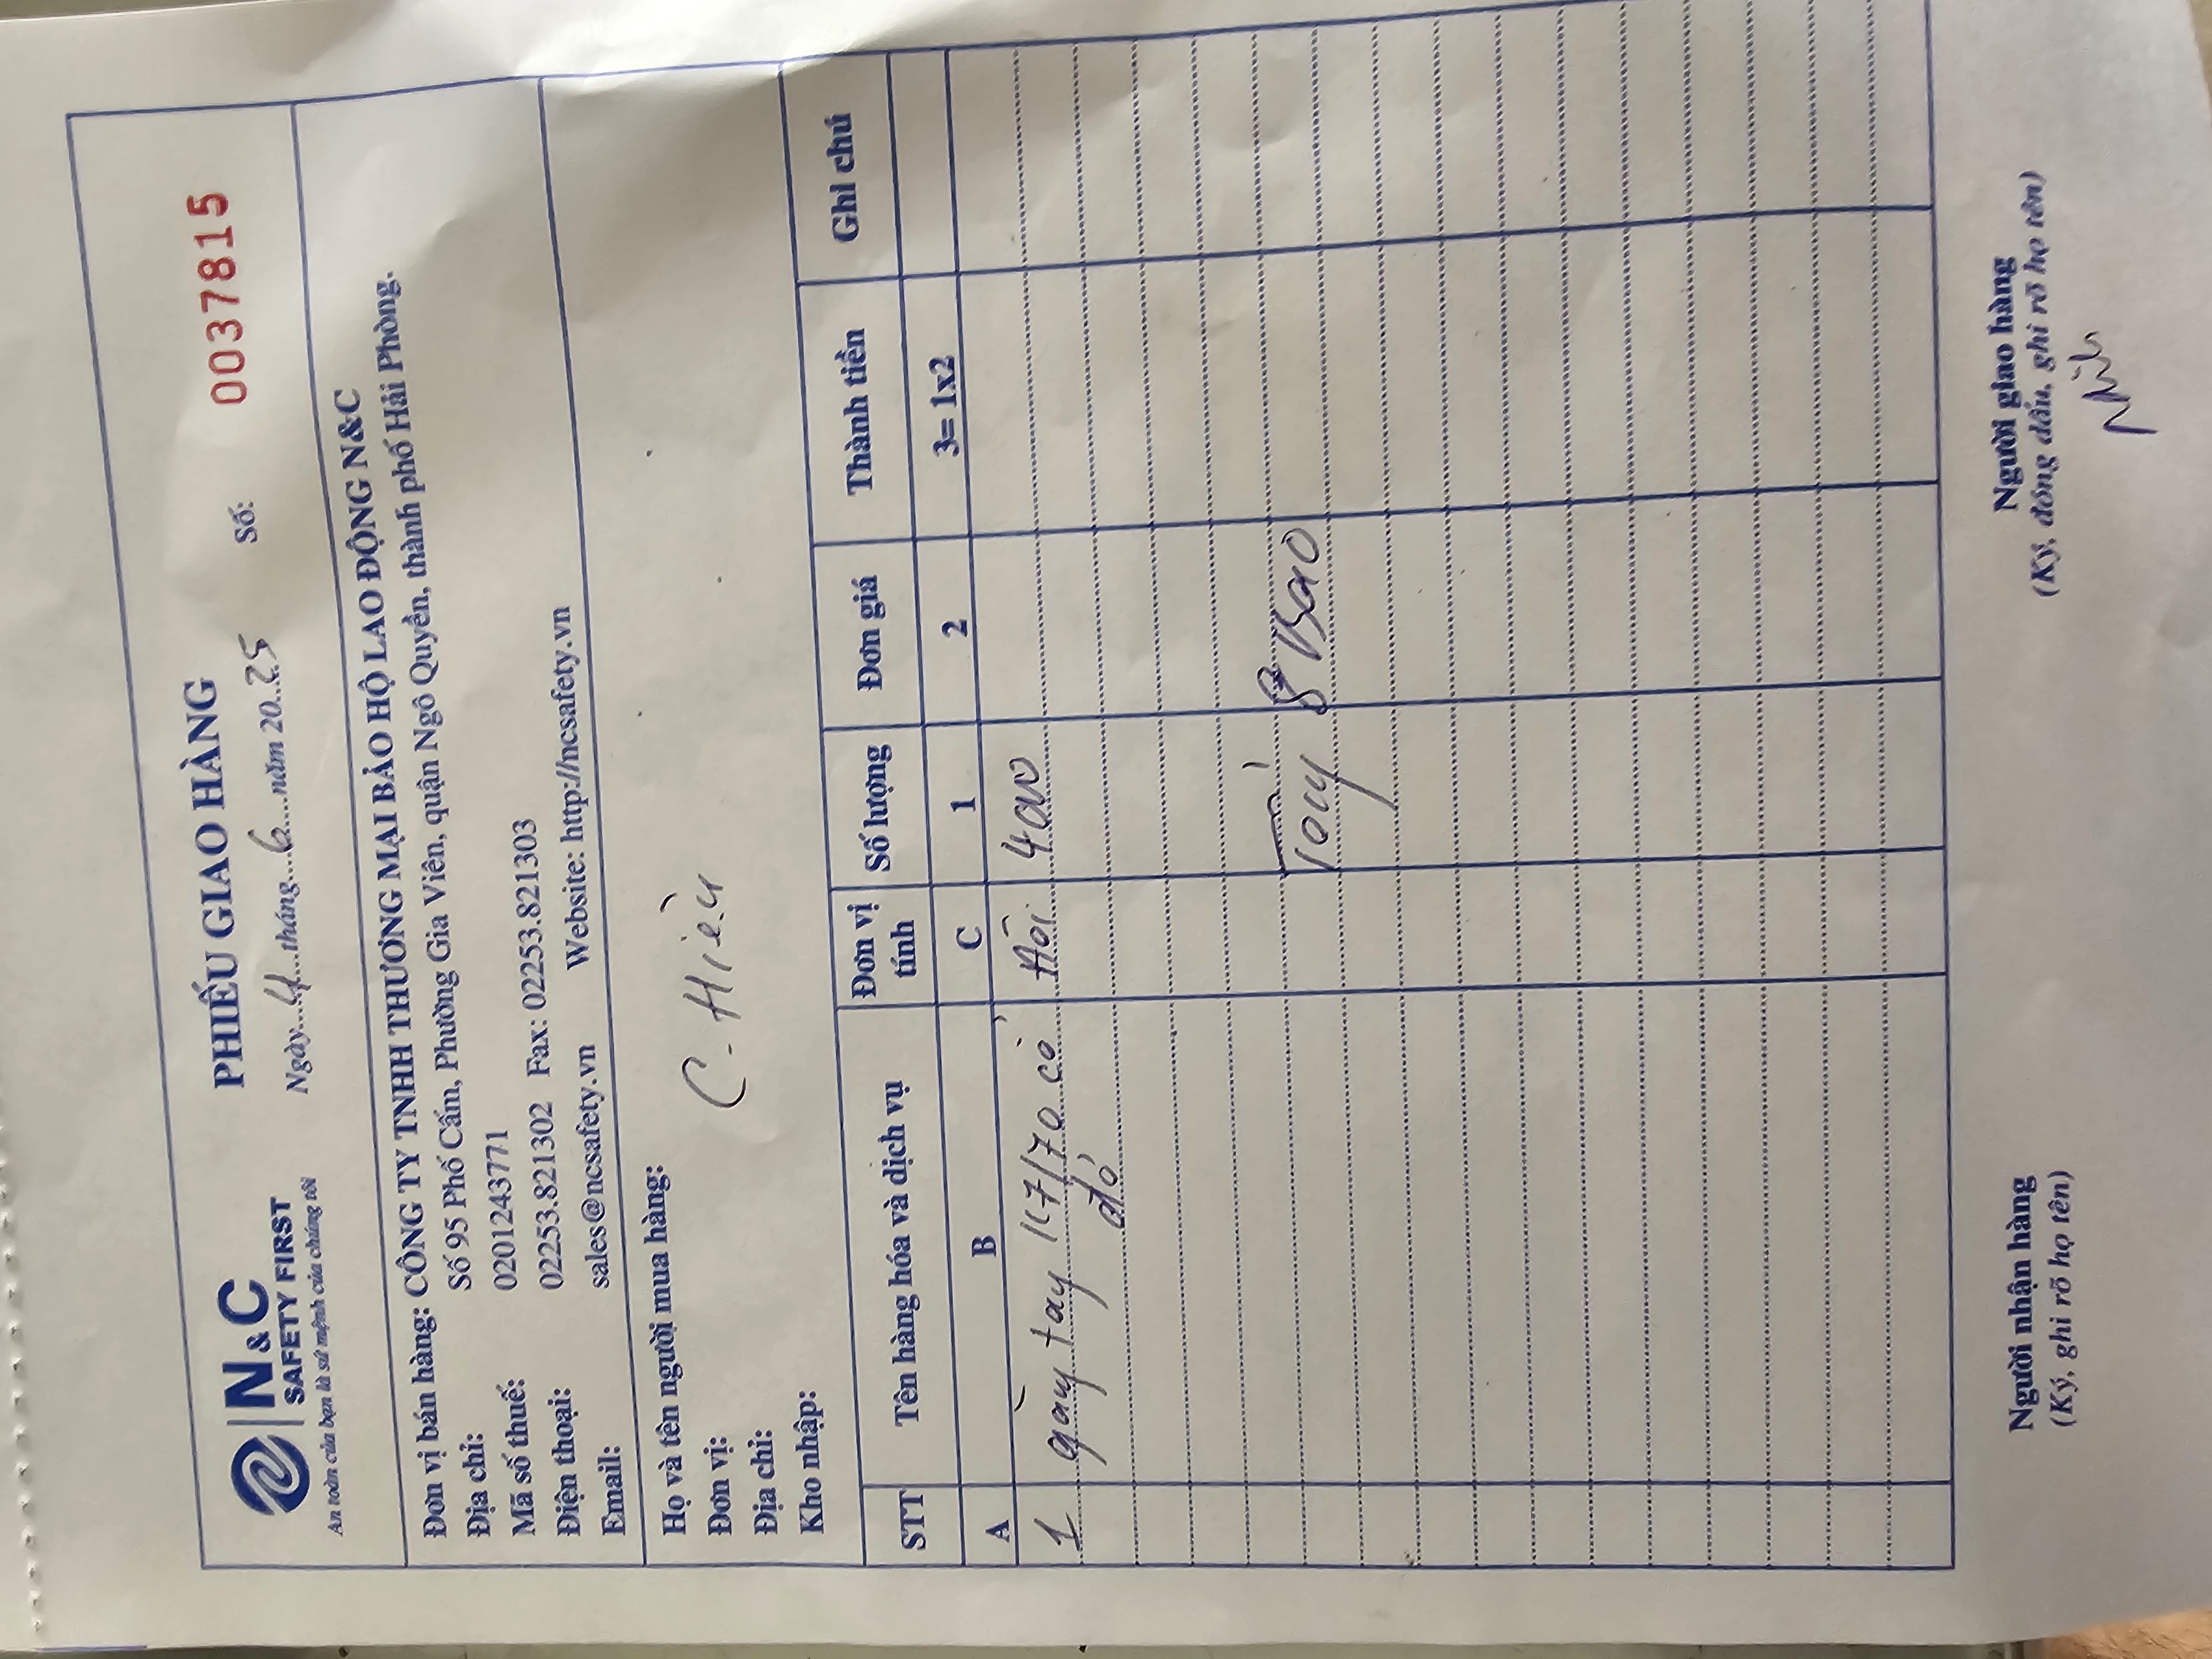 N&C
SAFETY FIRST
An toàn của bạn là sứ mệnh của chúng tôi
PHIẾU GIAO HÀNG
Ngày...4...tháng...6...năm 20..25
Số: 0037815
Đơn vị bán hàng: CÔNG TY TNHH THƯƠNG MẠI BẢO HỘ LAO ĐỘNG N&C
Địa chỉ: Số 95 Phố Cấm, Phường Gia Viên, quận Ngô Quyền, thành phố Hải Phòng.
Mã số thuế: 0201243771
Điện thoại: 02253.821302 Fax: 02253.821303
Email: sales@ncsafety.vn Website: http://ncsafety.vn
Họ và tên người mua hàng:
Đơn vị: C-Hiền
Địa chỉ:
Kho nhập:
STT Tên hàng hóa và dịch vụ Đơn vị tính Số lượng Đơn giá Thành tiền Ghi chú
A B C 1 2 3= 1x2
1 găng tay K7/70 cờ đôi 400
đỏ
Tổng 8 Bao
Người nhận hàng Người giao hàng
(Ký, ghi rõ họ tên) (Ký, đóng dấu, ghi rõ họ tên)